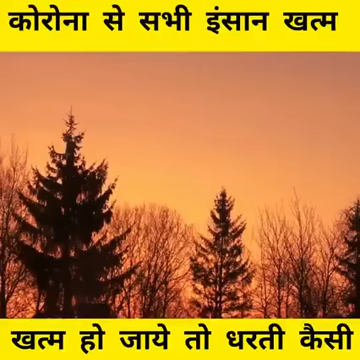 कोरोना से सभी इंसान खत्म
खत्म हो जाये तो धरती कैसी